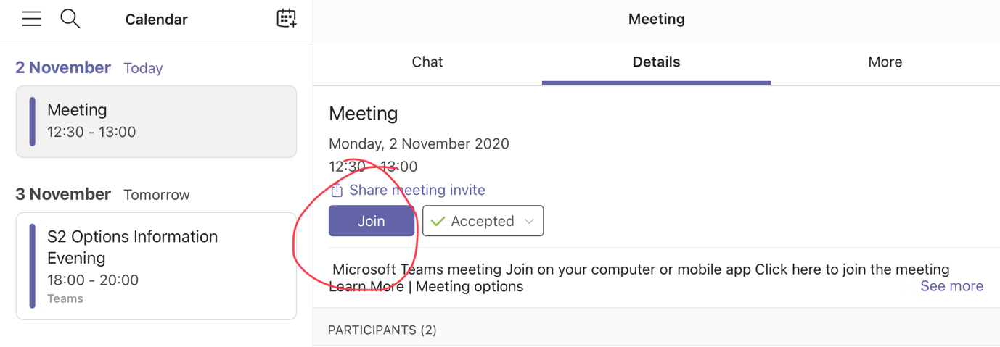 Calendar
2 November Today
Meeting
12:30 - 13:00
3 November Tomorrow
S2 Options Information
Evening
18:00 - 20:00
Teams
Meeting
Chat
Details
More
Meeting
Monday, 2 November 2020
12:30 - 13:00
Share meeting invite
Join
Accepted
Microsoft Teams meeting Join on your computer or mobile app Click here to join the meeting
Learn More | Meeting options
See more
PARTICIPANTS (2)